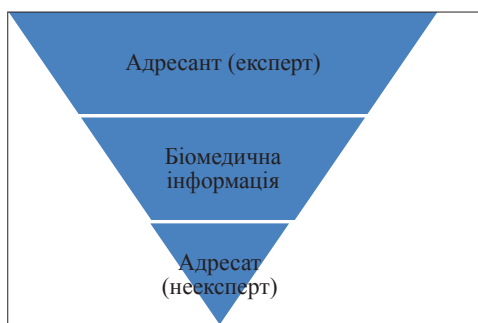 Адресант (експерт)
Біомедична
інформація
Адресат
(неексперт)